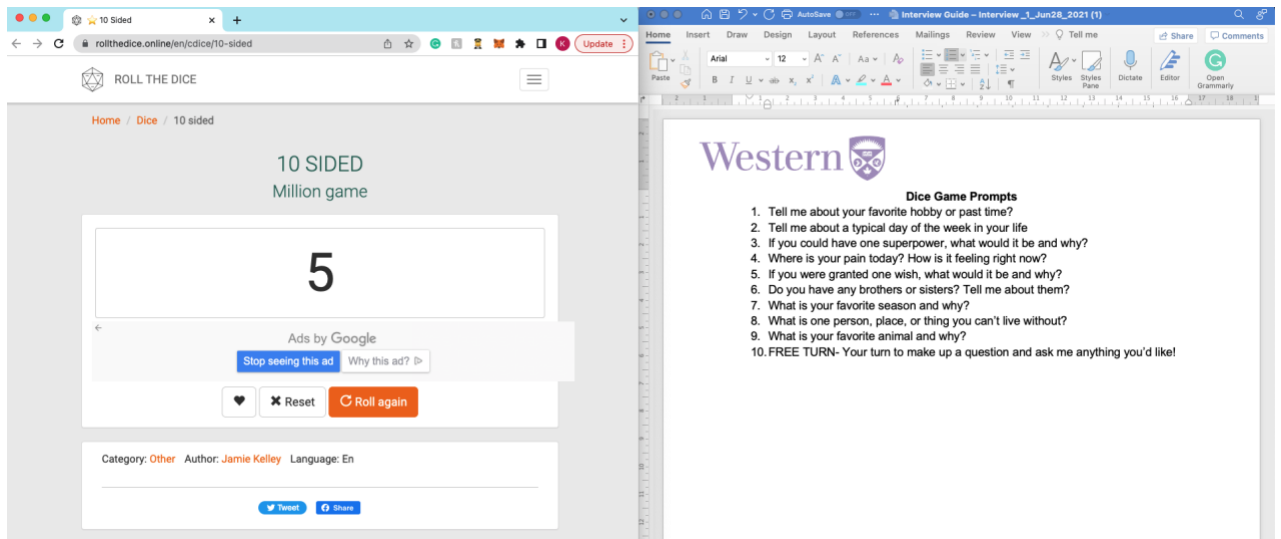 10 Sided
Update
rollthedice.online/en/cdice/10-sided
ROLL THE DICE
Home / Dice / 10 sided
10 SIDED
Million game
5
Ads by Google
Stop seeing this ad
Why this ad?
Reset
Roll again
Category: Other Author: Jamie Kelley Language: En
Tweet
Share
AutoSave
Interview Guide – Interview _1_Jun28_2021 (1)
Home Insert Draw Design Layout References Mailings Review View Tell me
Share
Comments
Paste
Arial
12
Styles
Styles Pane
Dictate
Editor
Open Grammarly
Western
Dice Game Prompts
1. Tell me about your favorite hobby or past time?
2. Tell me about a typical day of the week in your life
3. If you could have one superpower, what would it be and why?
4. Where is your pain today? How is it feeling right now?
5. If you were granted one wish, what would it be and why?
6. Do you have any brothers or sisters? Tell me about them?
7. What is your favorite season and why?
8. What is one person, place, or thing you can’t live without?
9. What is your favorite animal and why?
10. FREE TURN- Your turn to make up a question and ask me anything you’d like!